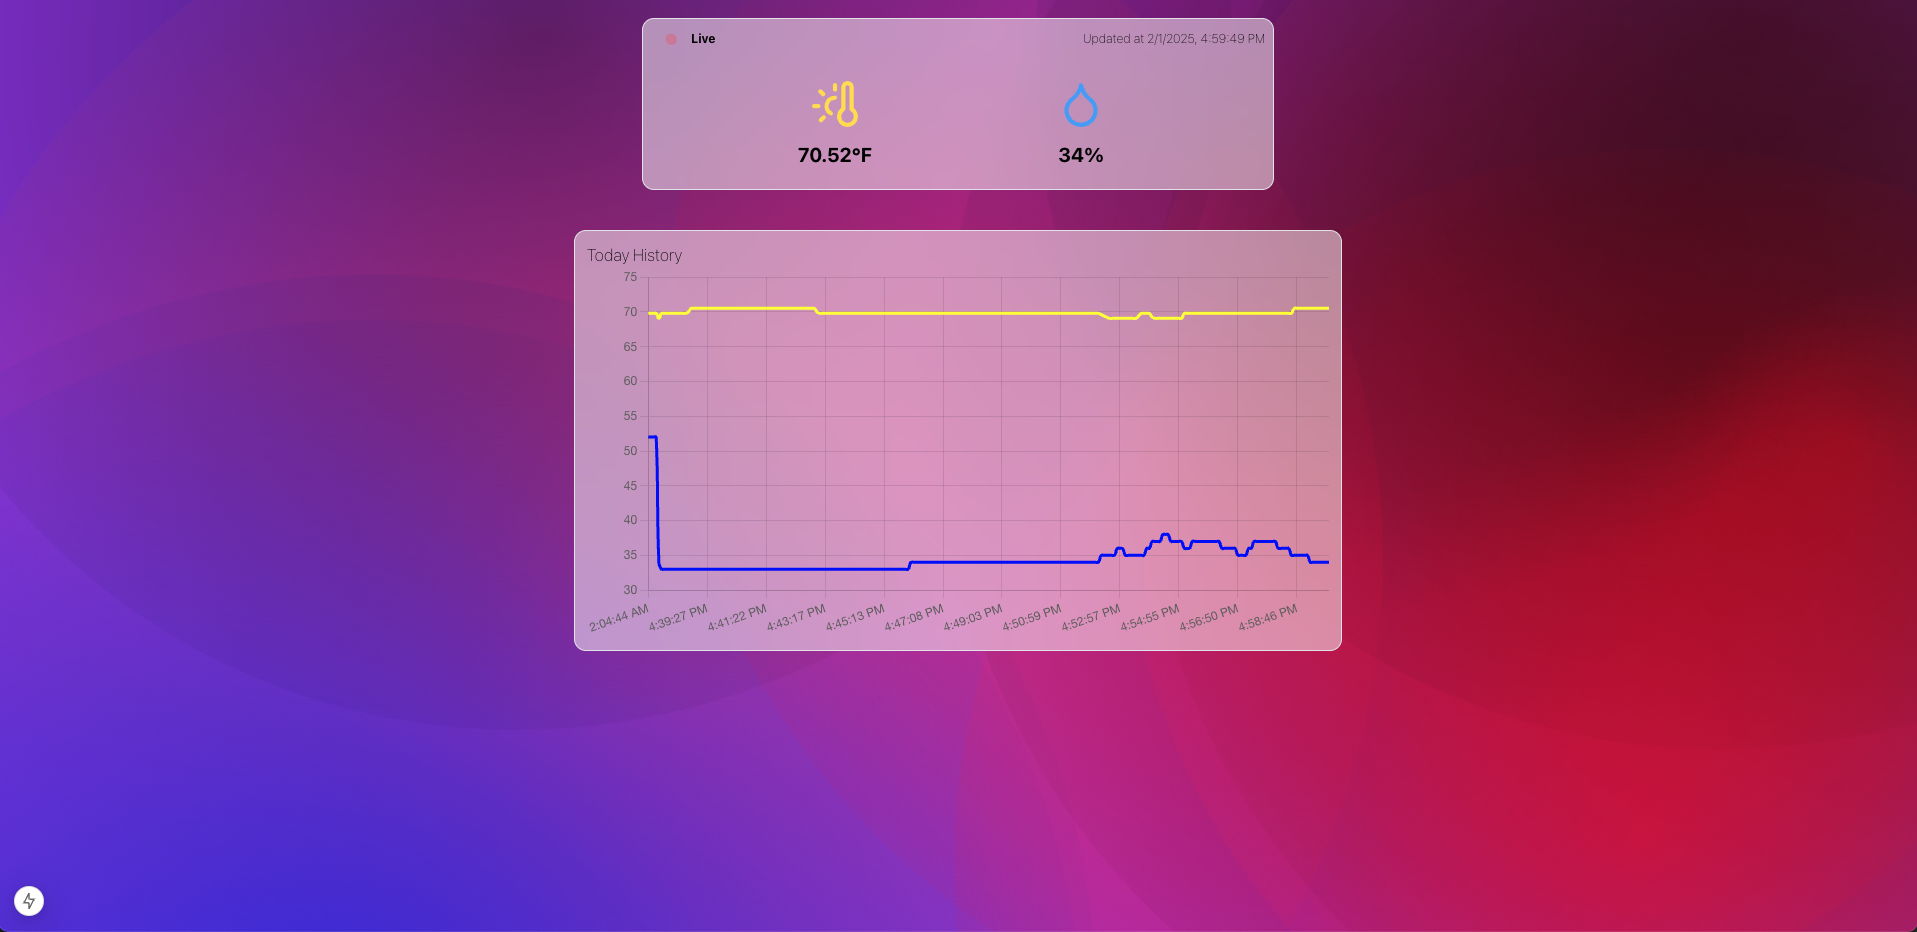 Live
Updated at 2/1/2025, 4:59:49 PM
70.52°F
34%
Today History
75
70
65
60
55
50
45
40
35
30
2:04:44 AM
4:39:27 PM
4:41:22 PM
4:43:17 PM
4:45:13 PM
4:47:08 PM
4:49:03 PM
4:50:59 PM
4:52:57 PM
4:54:55 PM
4:56:50 PM
4:58:46 PM